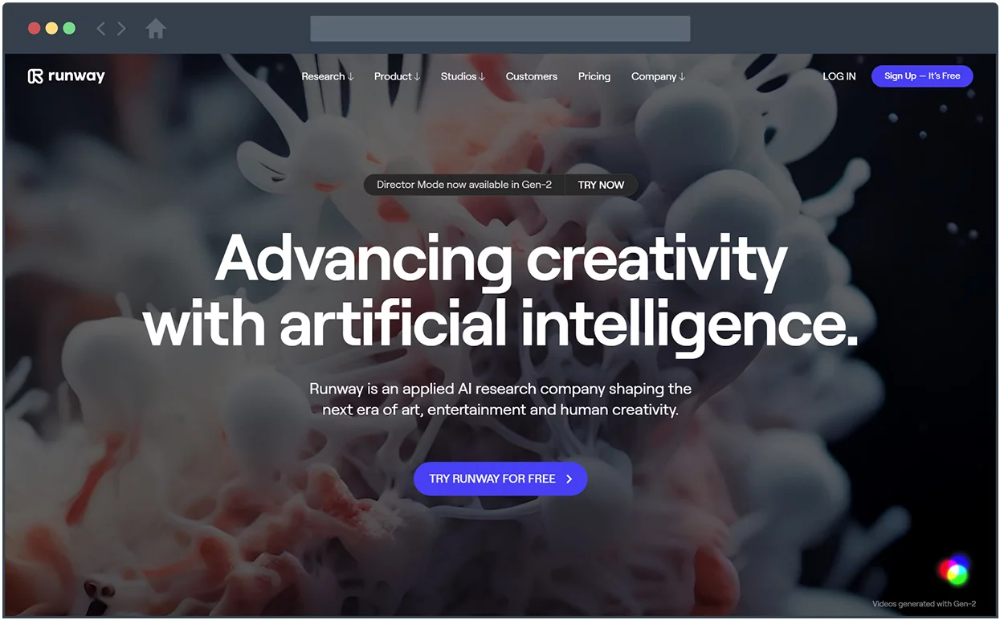 runway
Research ↓ Product ↓ Studios ↓ Customers Pricing Company ↓ LOG IN Sign Up — It's Free
Director Mode now available in Gen-2 TRY NOW
Advancing creativity
with artificial intelligence.
Runway is an applied AI research company shaping the
next era of art, entertainment and human creativity.
TRY RUNWAY FOR FREE
Videos generated with Gen-2